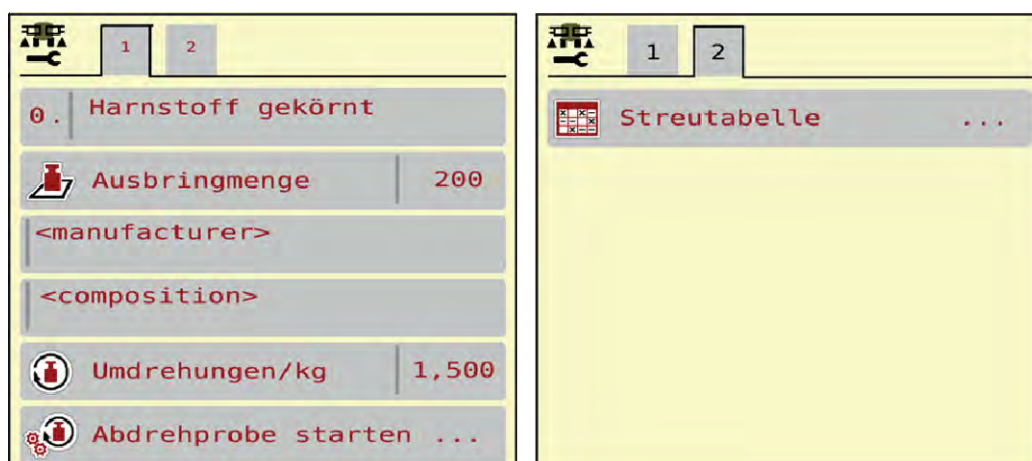 1 2
0. Harnstoff gekörnt
Ausbringmenge 200
<manufacturer>
<composition>
Umdrehungen/kg 1,500
Abdrehprobe starten ...
1 2
Streutabelle ...